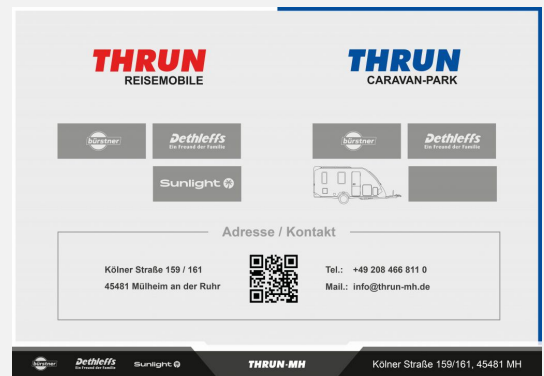 THRUN
REISEMOBILE
THRUN
CARAVAN-PARK
bürstner
Dethleffs
Ein Freund der Familie
bürstner
Dethleffs
Ein Freund der Familie
Sunlight
Adresse / Kontakt
Kölner Straße 159 / 161
45481 Mülheim an der Ruhr
Tel.: +49 208 466 811 0
Mail.: info@thrun-mh.de
bürstner
Dethleffs
Ein Freund der Familie
Sunlight
THRUN-MH
Kölner Straße 159/161, 45481 MH